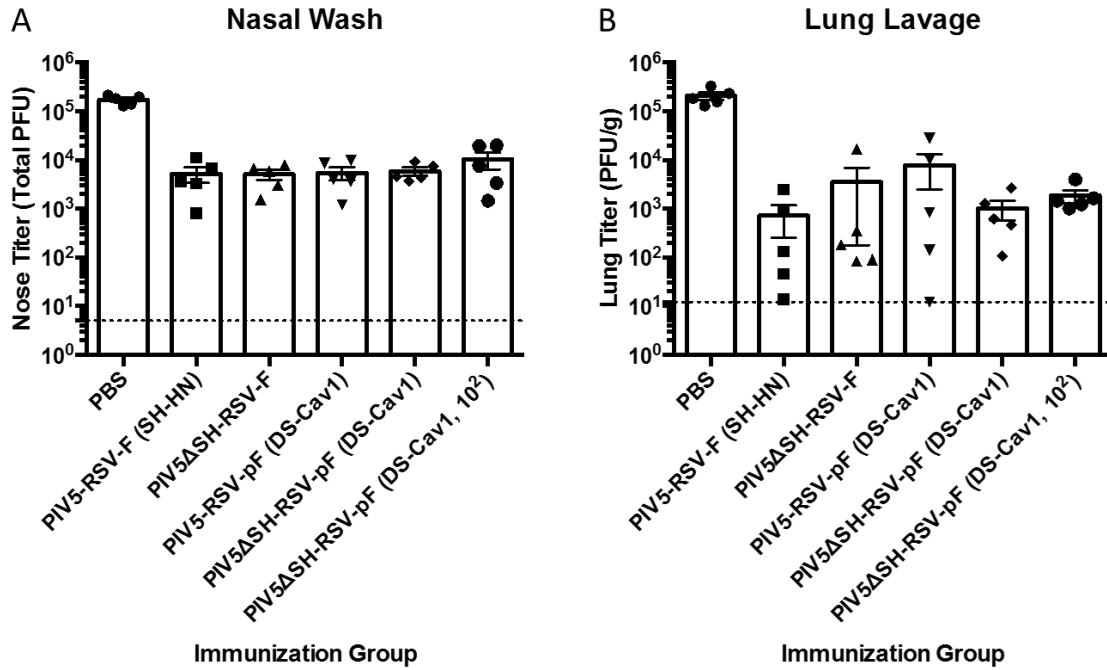 A
Nasal Wash
Nose Titer (Total PFU)
10⁶
10⁵
10⁴
10³
10²
10¹
10⁰
PBS
PIV5-RSV-F (SH-HN)
PIV5ΔSH-RSV-F
PIV5-RSV-pF (DS-Cav1)
PIV5ΔSH-RSV-pF (DS-Cav1)
PIV5ΔSH-RSV-pF (DS-Cav1, 10²)
Immunization Group
B
Lung Lavage
Lung Titer (PFU/g)
10⁶
10⁵
10⁴
10³
10²
10¹
10⁰
PBS
PIV5-RSV-F (SH-HN)
PIV5ΔSH-RSV-F
PIV5-RSV-pF (DS-Cav1)
PIV5ΔSH-RSV-pF (DS-Cav1)
PIV5ΔSH-RSV-pF (DS-Cav1, 10²)
Immunization Group